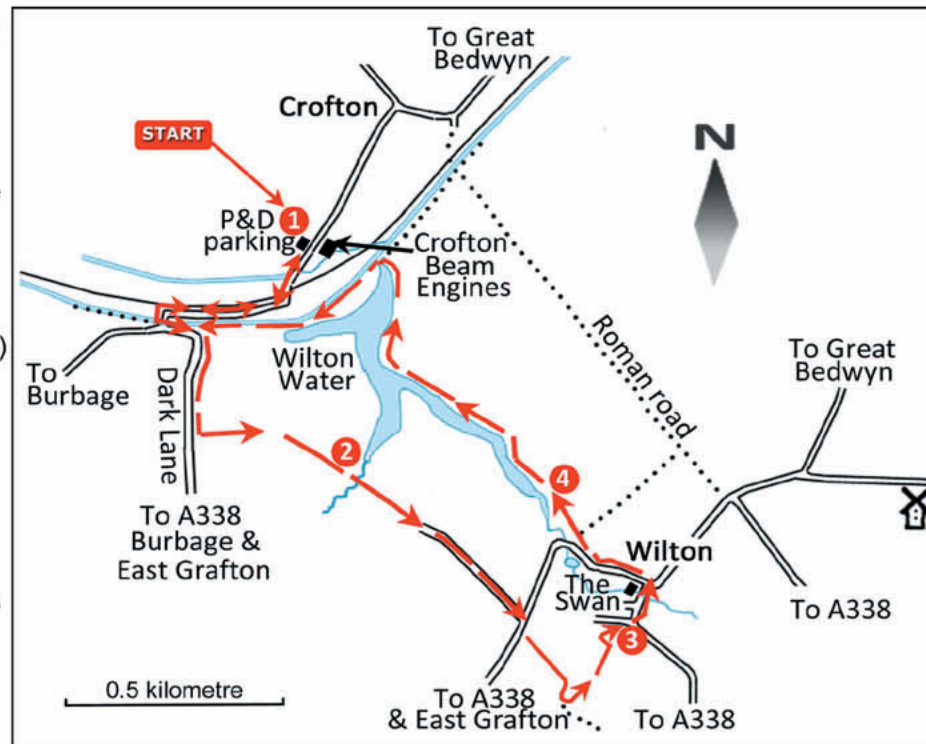 To Great
Bedwyn
Crofton
START
N
1
P&D
parking
Crofton
Beam
Engines
Wilton
Water
Roman road
To Great
Bedwyn
To
Burbage
Dark Lane
2
4
To A338
Burbage &
East Grafton
Wilton
The
Swan
3
To A338
0.5 kilometre
To A338
& East Grafton
To A338
)